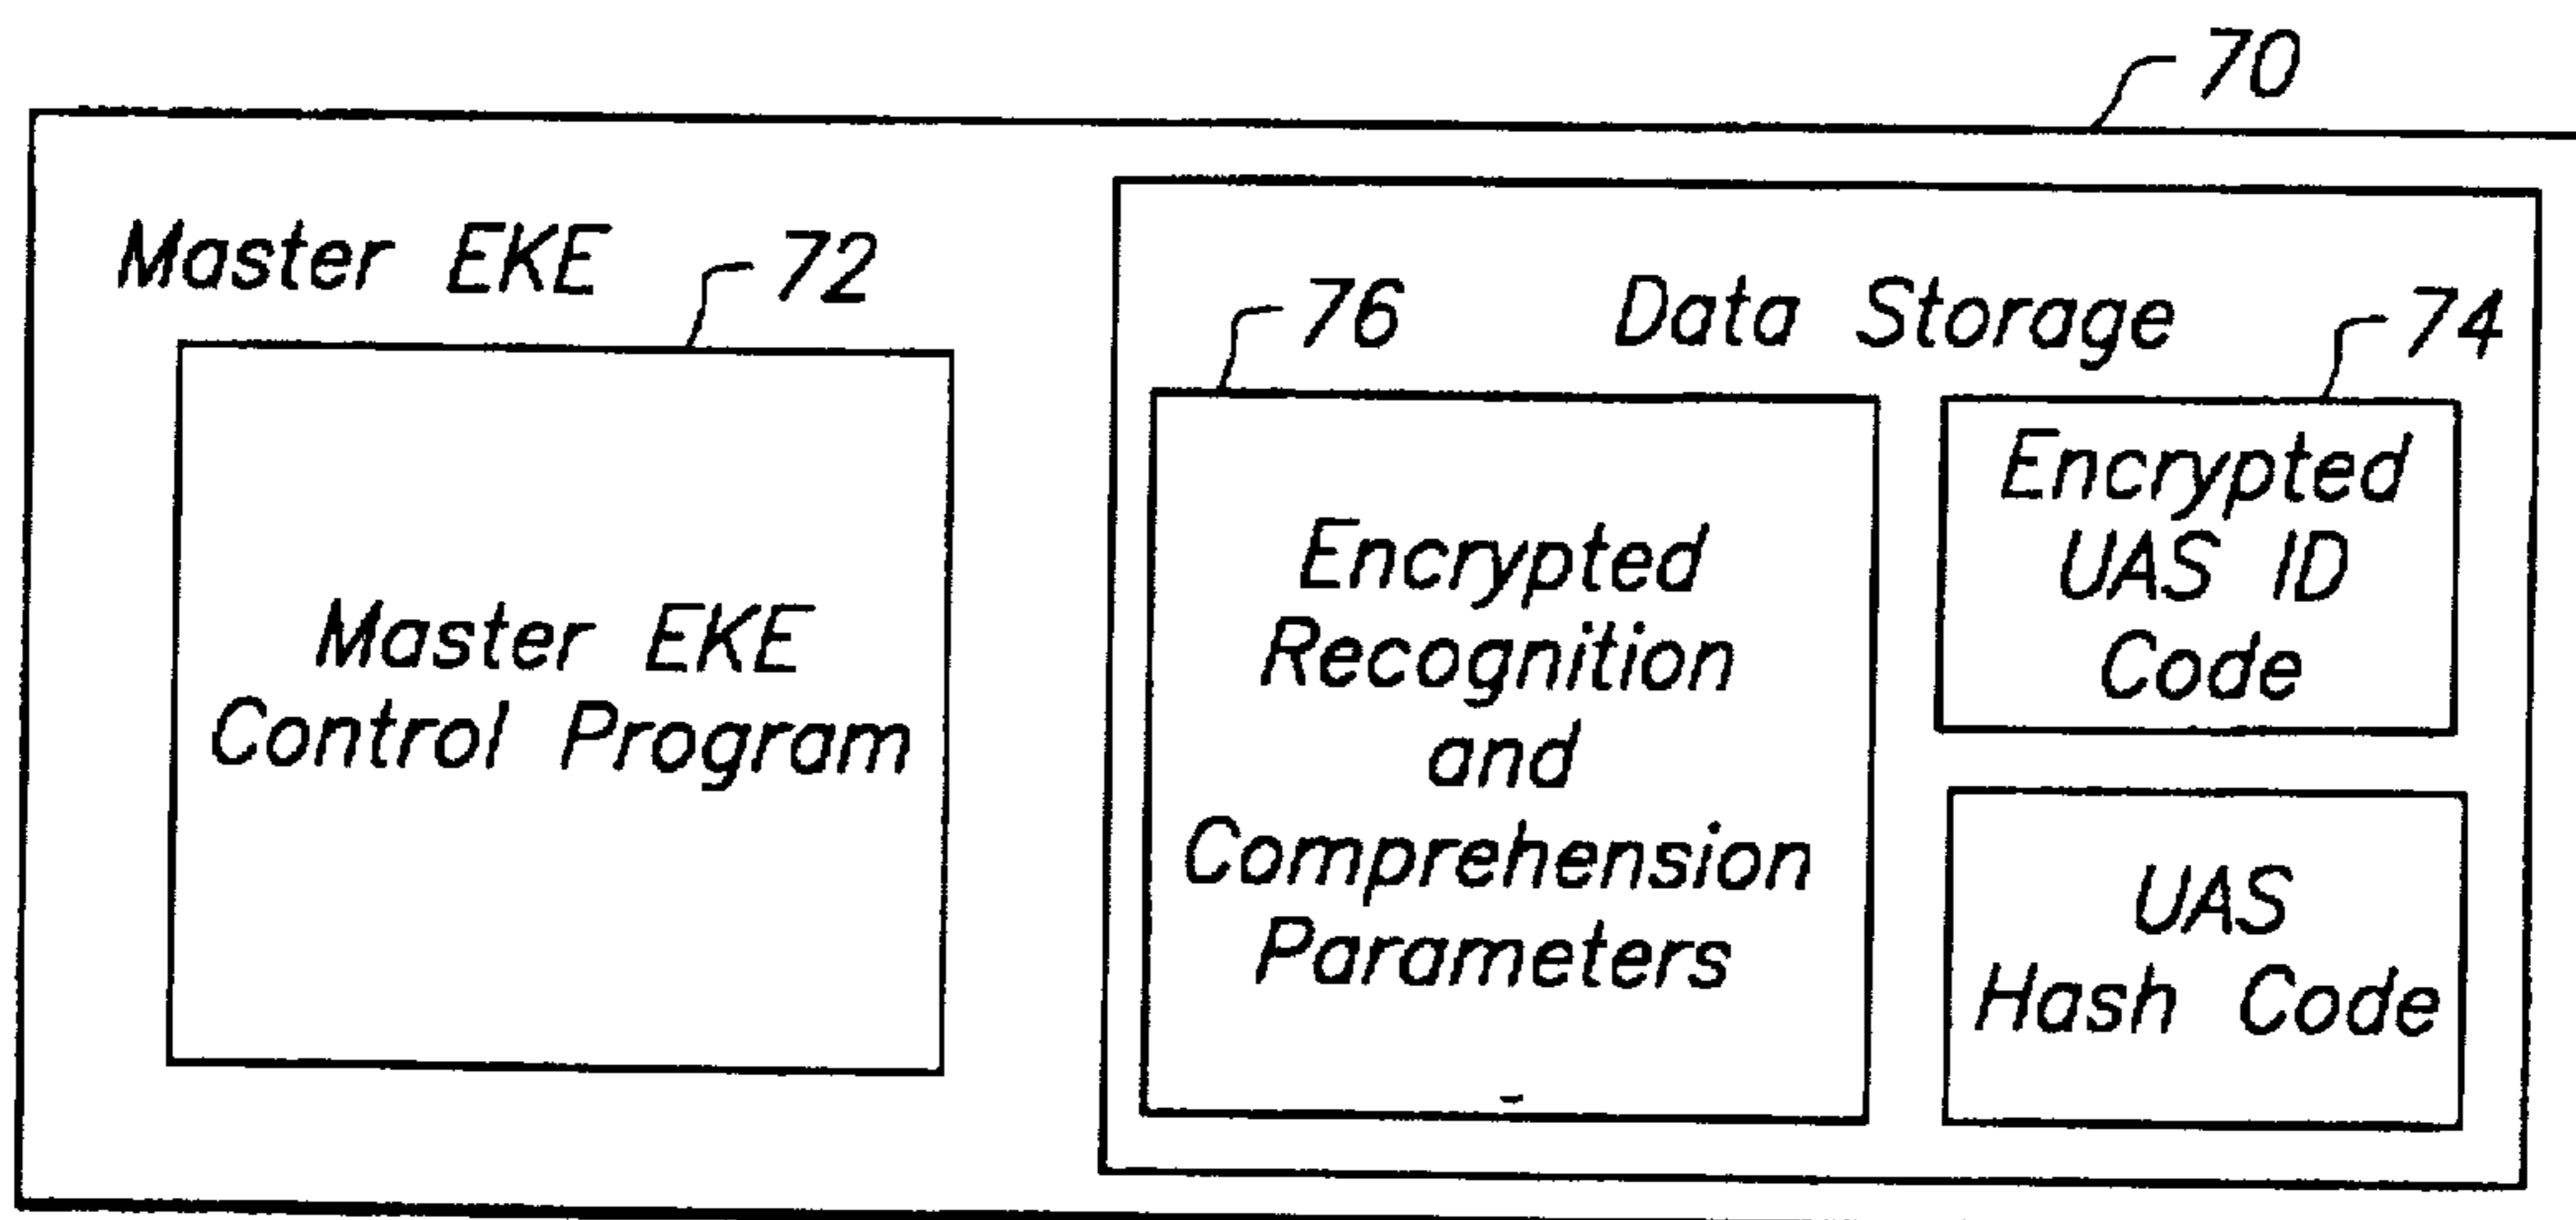 70
Master EKE
72
Master EKE
Control Program
Data Storage
76
Encrypted
Recognition
and
Comprehension
Parameters
74
Encrypted
UAS ID
Code
UAS
Hash Code